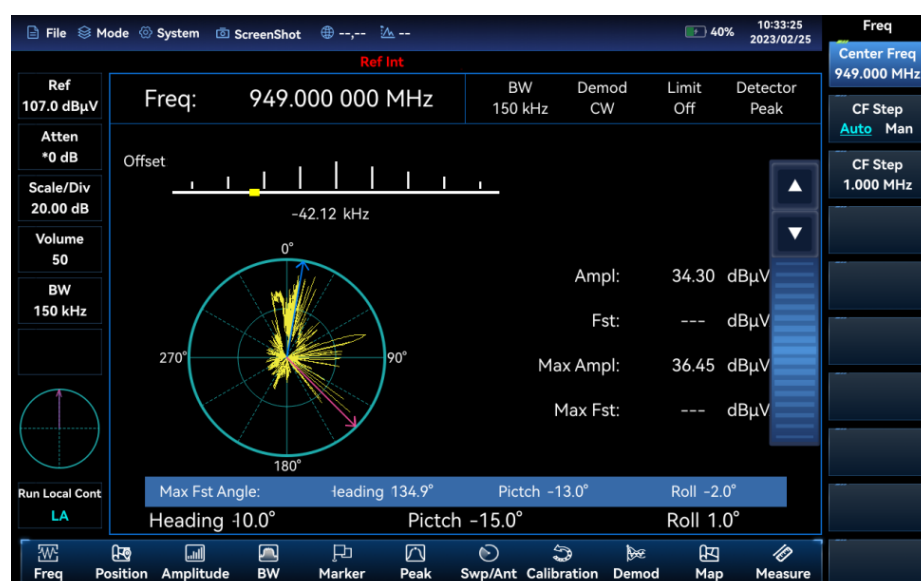 File Mode System ScreenShot --,-- -- 40% 10:33:25 2023/02/25
Ref Int
Ref
107.0 dBµV
Atten
*0 dB
Scale/Div
20.00 dB
Volume
50
BW
150 kHz
Run Local Cont
LA
Freq: 949.000 000 MHz
BW
150 kHz
Demod
CW
Limit
Off
Detector
Peak
Offset
-42.12 kHz
0°
90°
180°
270°
Ampl: 34.30 dBµV
Fst: --- dBµV
Max Ampl: 36.45 dBµV
Max Fst: --- dBµV
Max Fst Angle: Heading 134.9° Pictch -13.0° Roll -2.0°
Heading 10.0° Pictch -15.0° Roll 1.0°
Freq
Center Freq
949.000 MHz
CF Step
Auto Man
CF Step
1.000 MHz
Freq Position Amplitude BW Marker Peak Swp/Ant Calibration Demod Map Measure